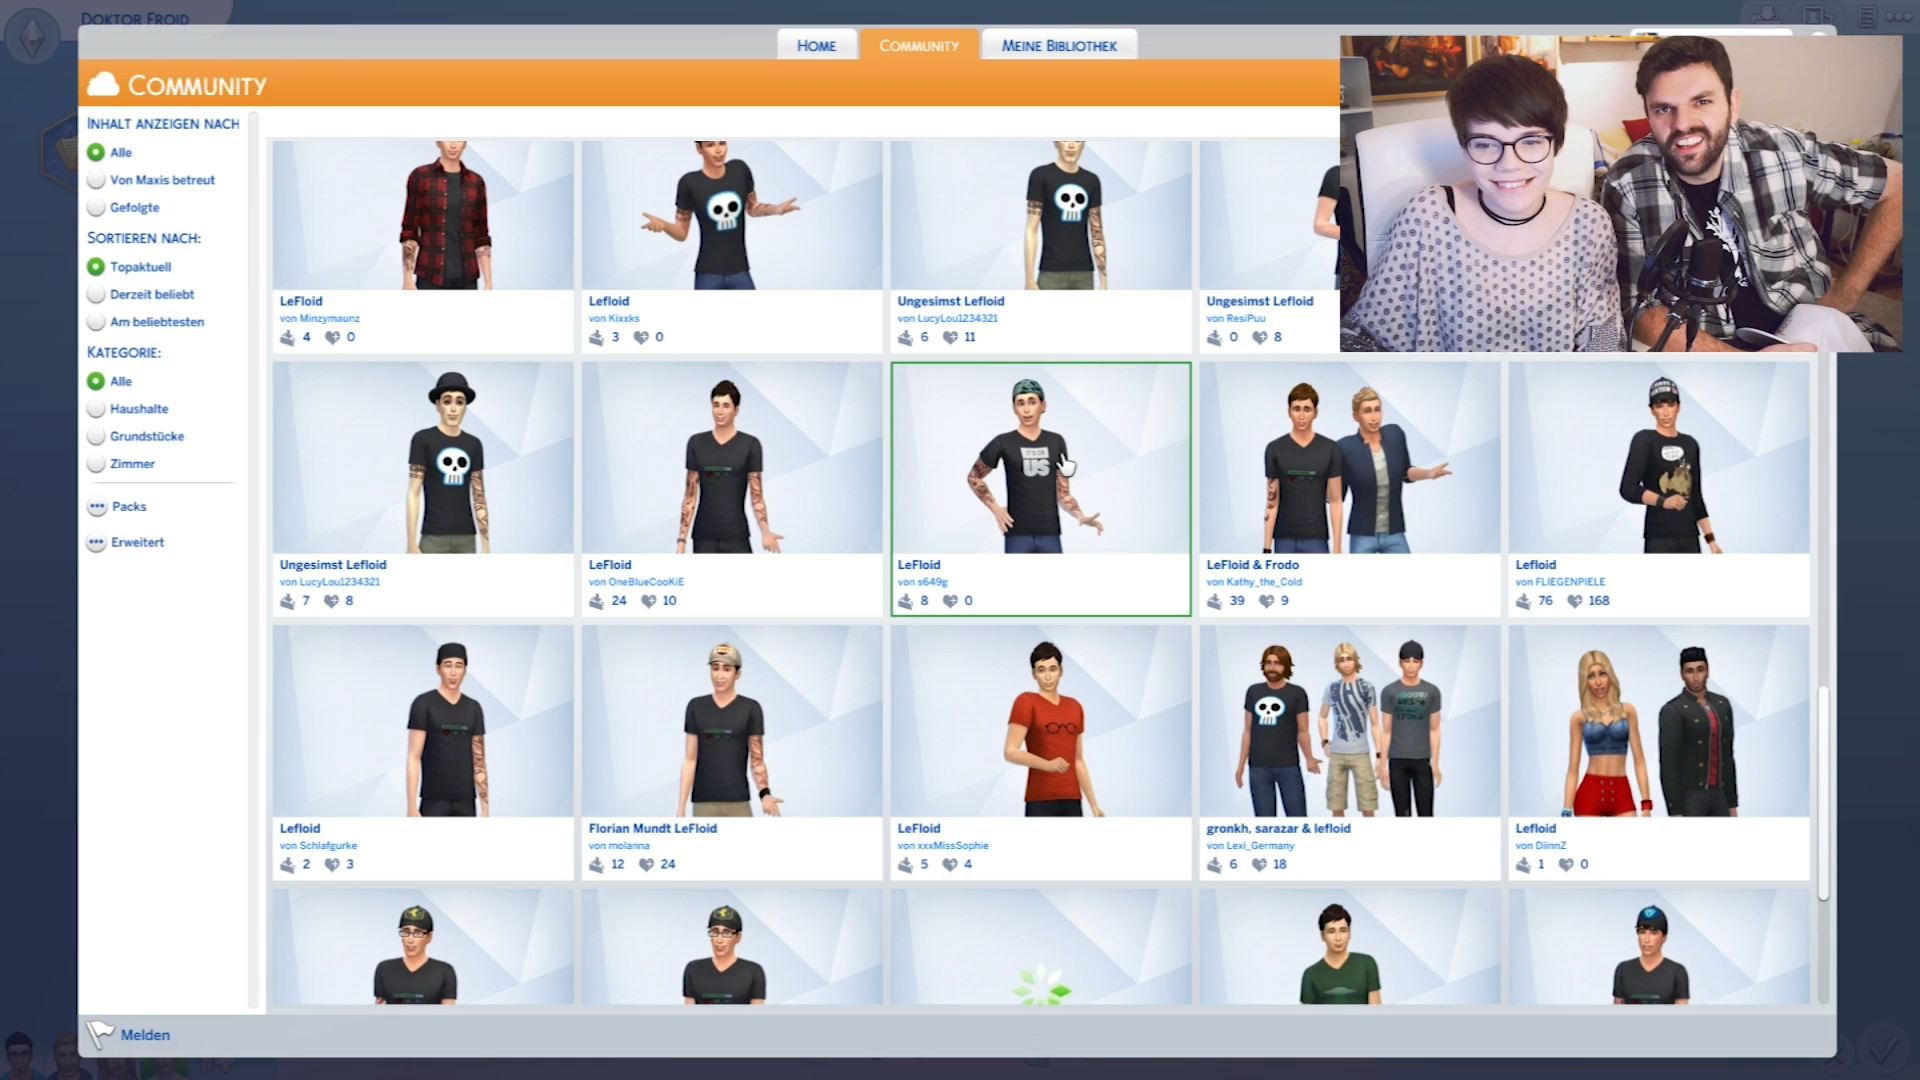 Doktor Froid
Home
Community
Meine Bibliothek
Community
Inhalt anzeigen nach
Alle
Von Maxis betreut
Gefolgte
Sortieren nach:
Topaktuell
Derzeit beliebt
Am beliebtesten
Kategorie:
Alle
Haushalte
Grundstücke
Zimmer
Packs
Erweitert
LeFloid
von Minzymaunz
4 0
Lefloid
von Kixxks
3 0
Ungesimst Lefloid
von LucyLou1234321
6 11
Ungesimst Lefloid
von ResiPuu
0 8
Ungesimst Lefloid
von LucyLou1234321
7 8
LeFloid
von OneBlueCooKiE
24 10
IT'S ON
US
LeFloid
von s649g
8 0
LeFloid & Frodo
von Kathy_the_Cold
39 9
Lefloid
von FLIEGENPIELE
76 168
Lefloid
von Schlafgurke
2 3
Florian Mundt LeFloid
von molanna
12 24
LeFloid
von xxxMissSophie
5 4
gronkh, sarazar & lefloid
von Lexi_Germany
6 18
Lefloid
von DiinnZ
1 0
Melden